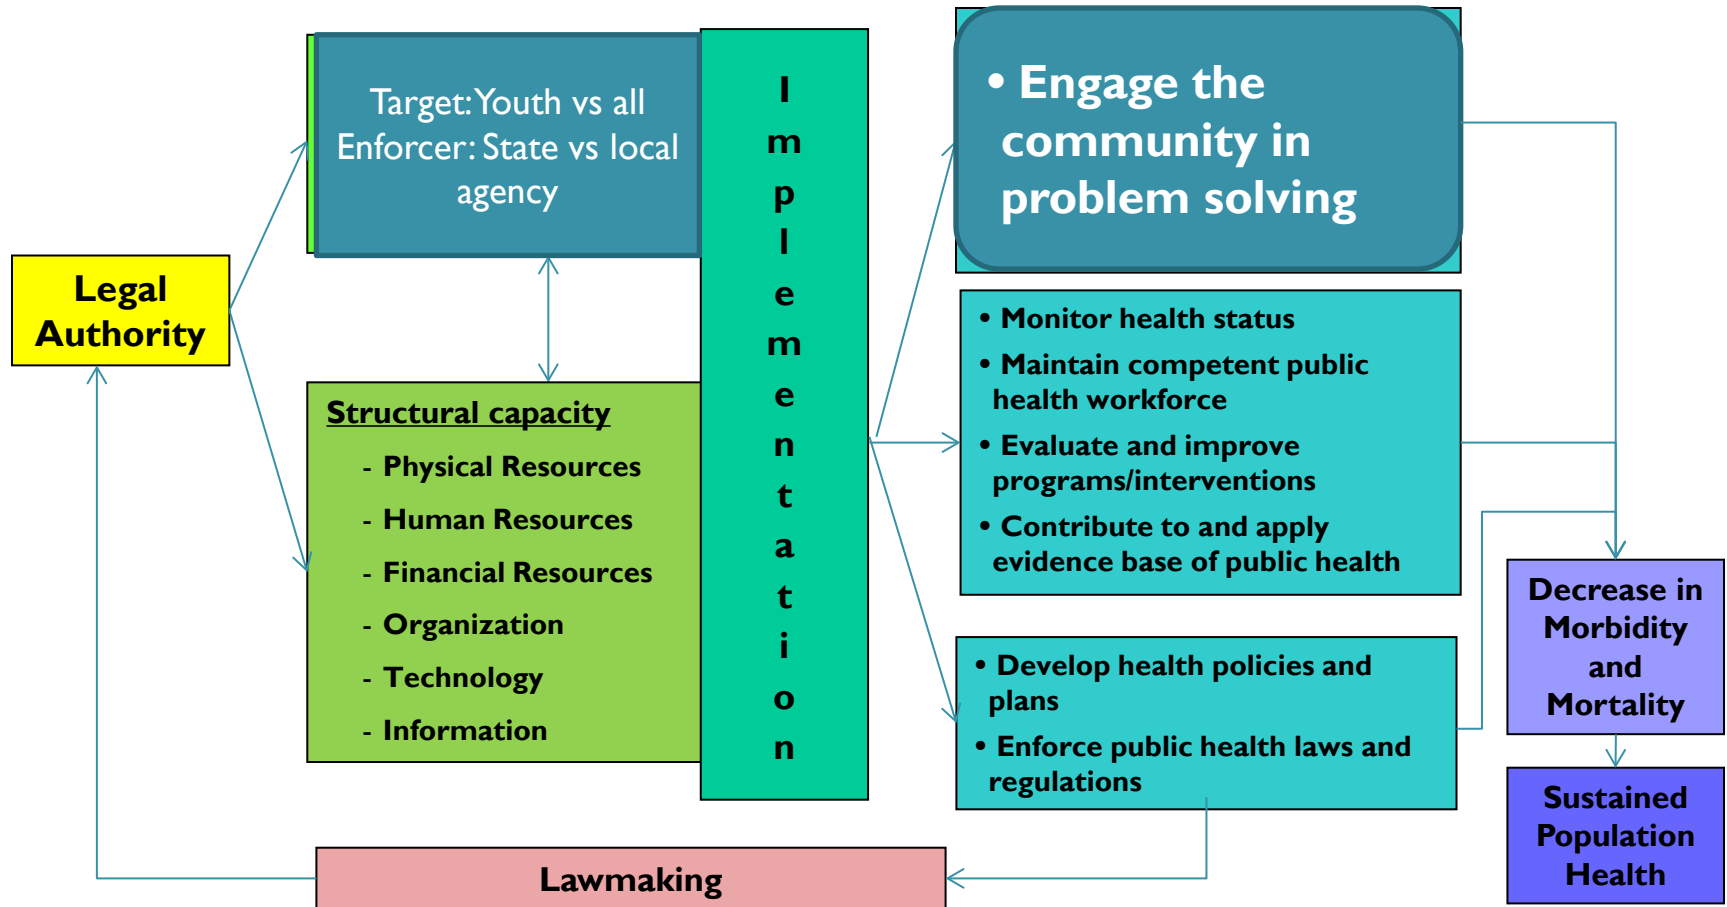 Legal
Authority
Target: Youth vs all
Enforcer: State vs local
agency
Structural capacity
- Physical Resources
- Human Resources
- Financial Resources
- Organization
- Technology
- Information
Implementation
• Engage the
community in
problem solving
• Monitor health status
• Maintain competent public
health workforce
• Evaluate and improve
programs/interventions
• Contribute to and apply
evidence base of public health
• Develop health policies and
plans
• Enforce public health laws and
regulations
Decrease in
Morbidity
and
Mortality
Sustained
Population
Health
Lawmaking